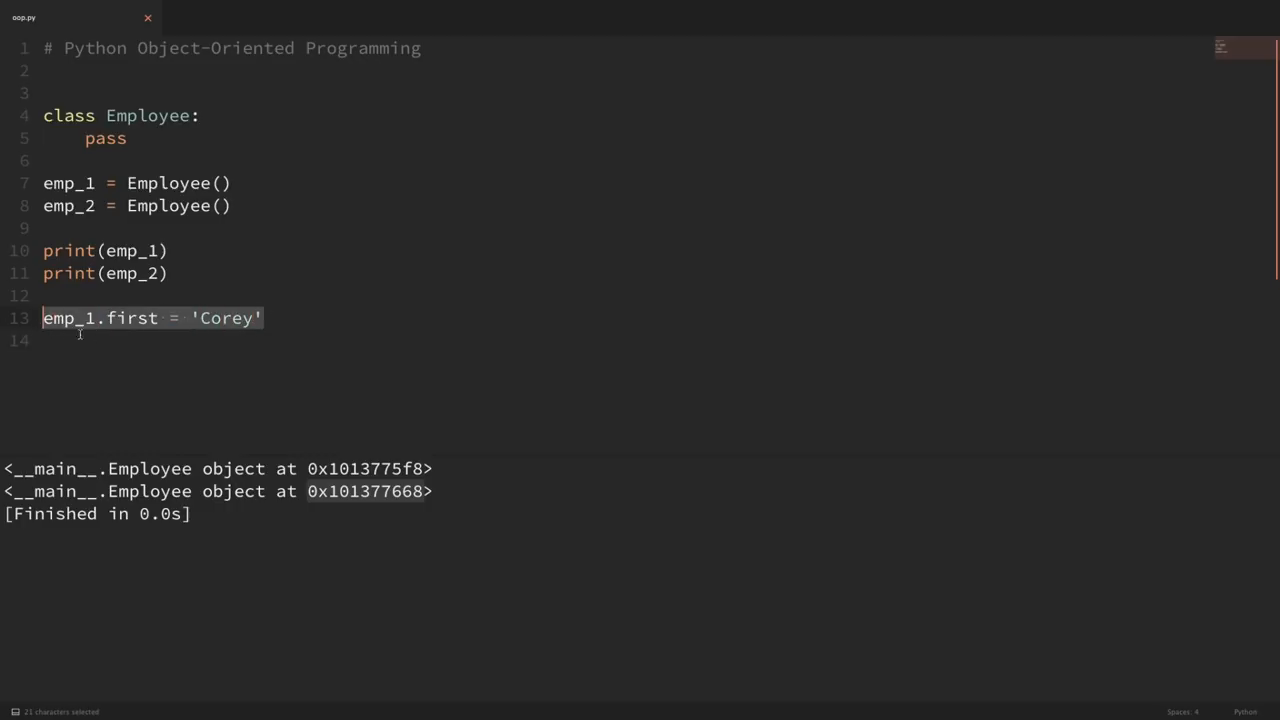 oop.py
1 # Python Object-Oriented Programming
2
3
4 class Employee:
5     pass
6
7 emp_1 = Employee()
8 emp_2 = Employee()
9
10 print(emp_1)
11 print(emp_2)
12
13 emp_1.first = 'Corey'
14
<__main__.Employee object at 0x1013775f8>
<__main__.Employee object at 0x101377668>
[Finished in 0.0s]
21 characters selected Spaces: 4 Python